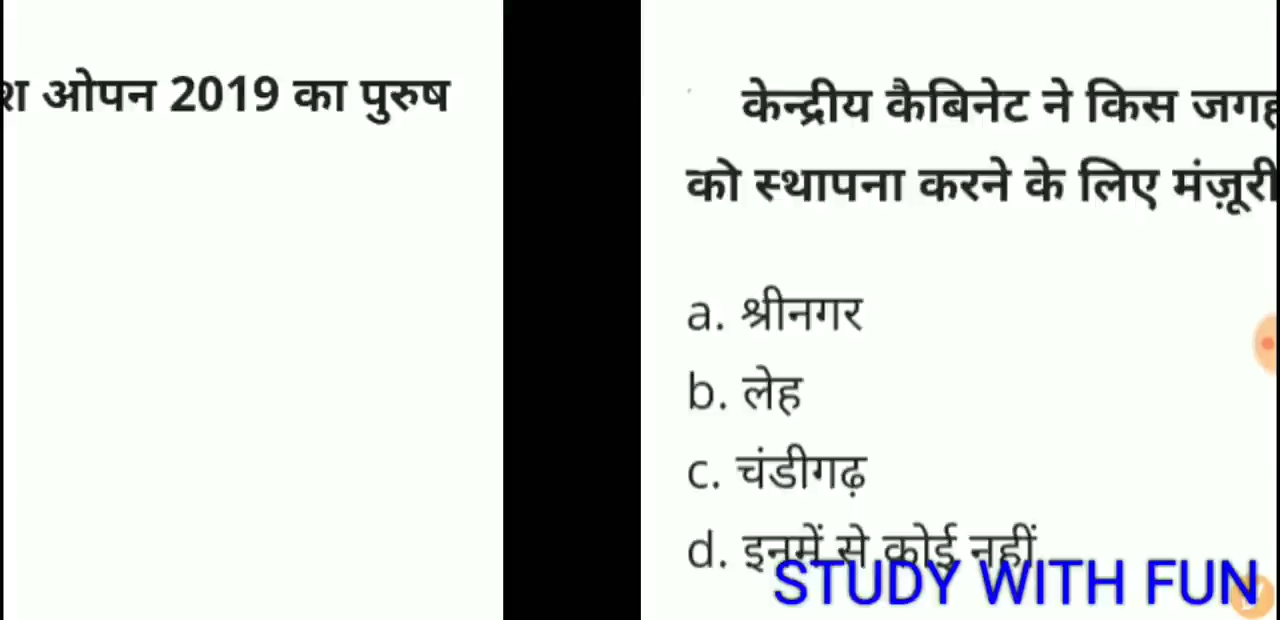 ओपन 2019 का पुरुष
केन्द्रीय कैबिनेट ने किस
को स्थापना करने के लिए मंज़ूरी
a. श्रीनगर
b. लेह
c. चंडीगढ़
d. इनमें से कोई नहीं
STUDY WITH FUN